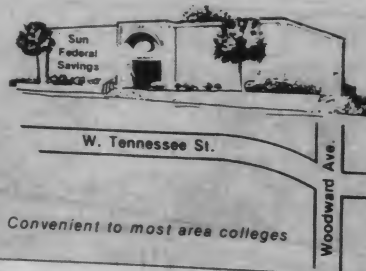 Sun
Federal
Savings
W. Tennessee St.
Woodward Ave.
Convenient to most area colleges